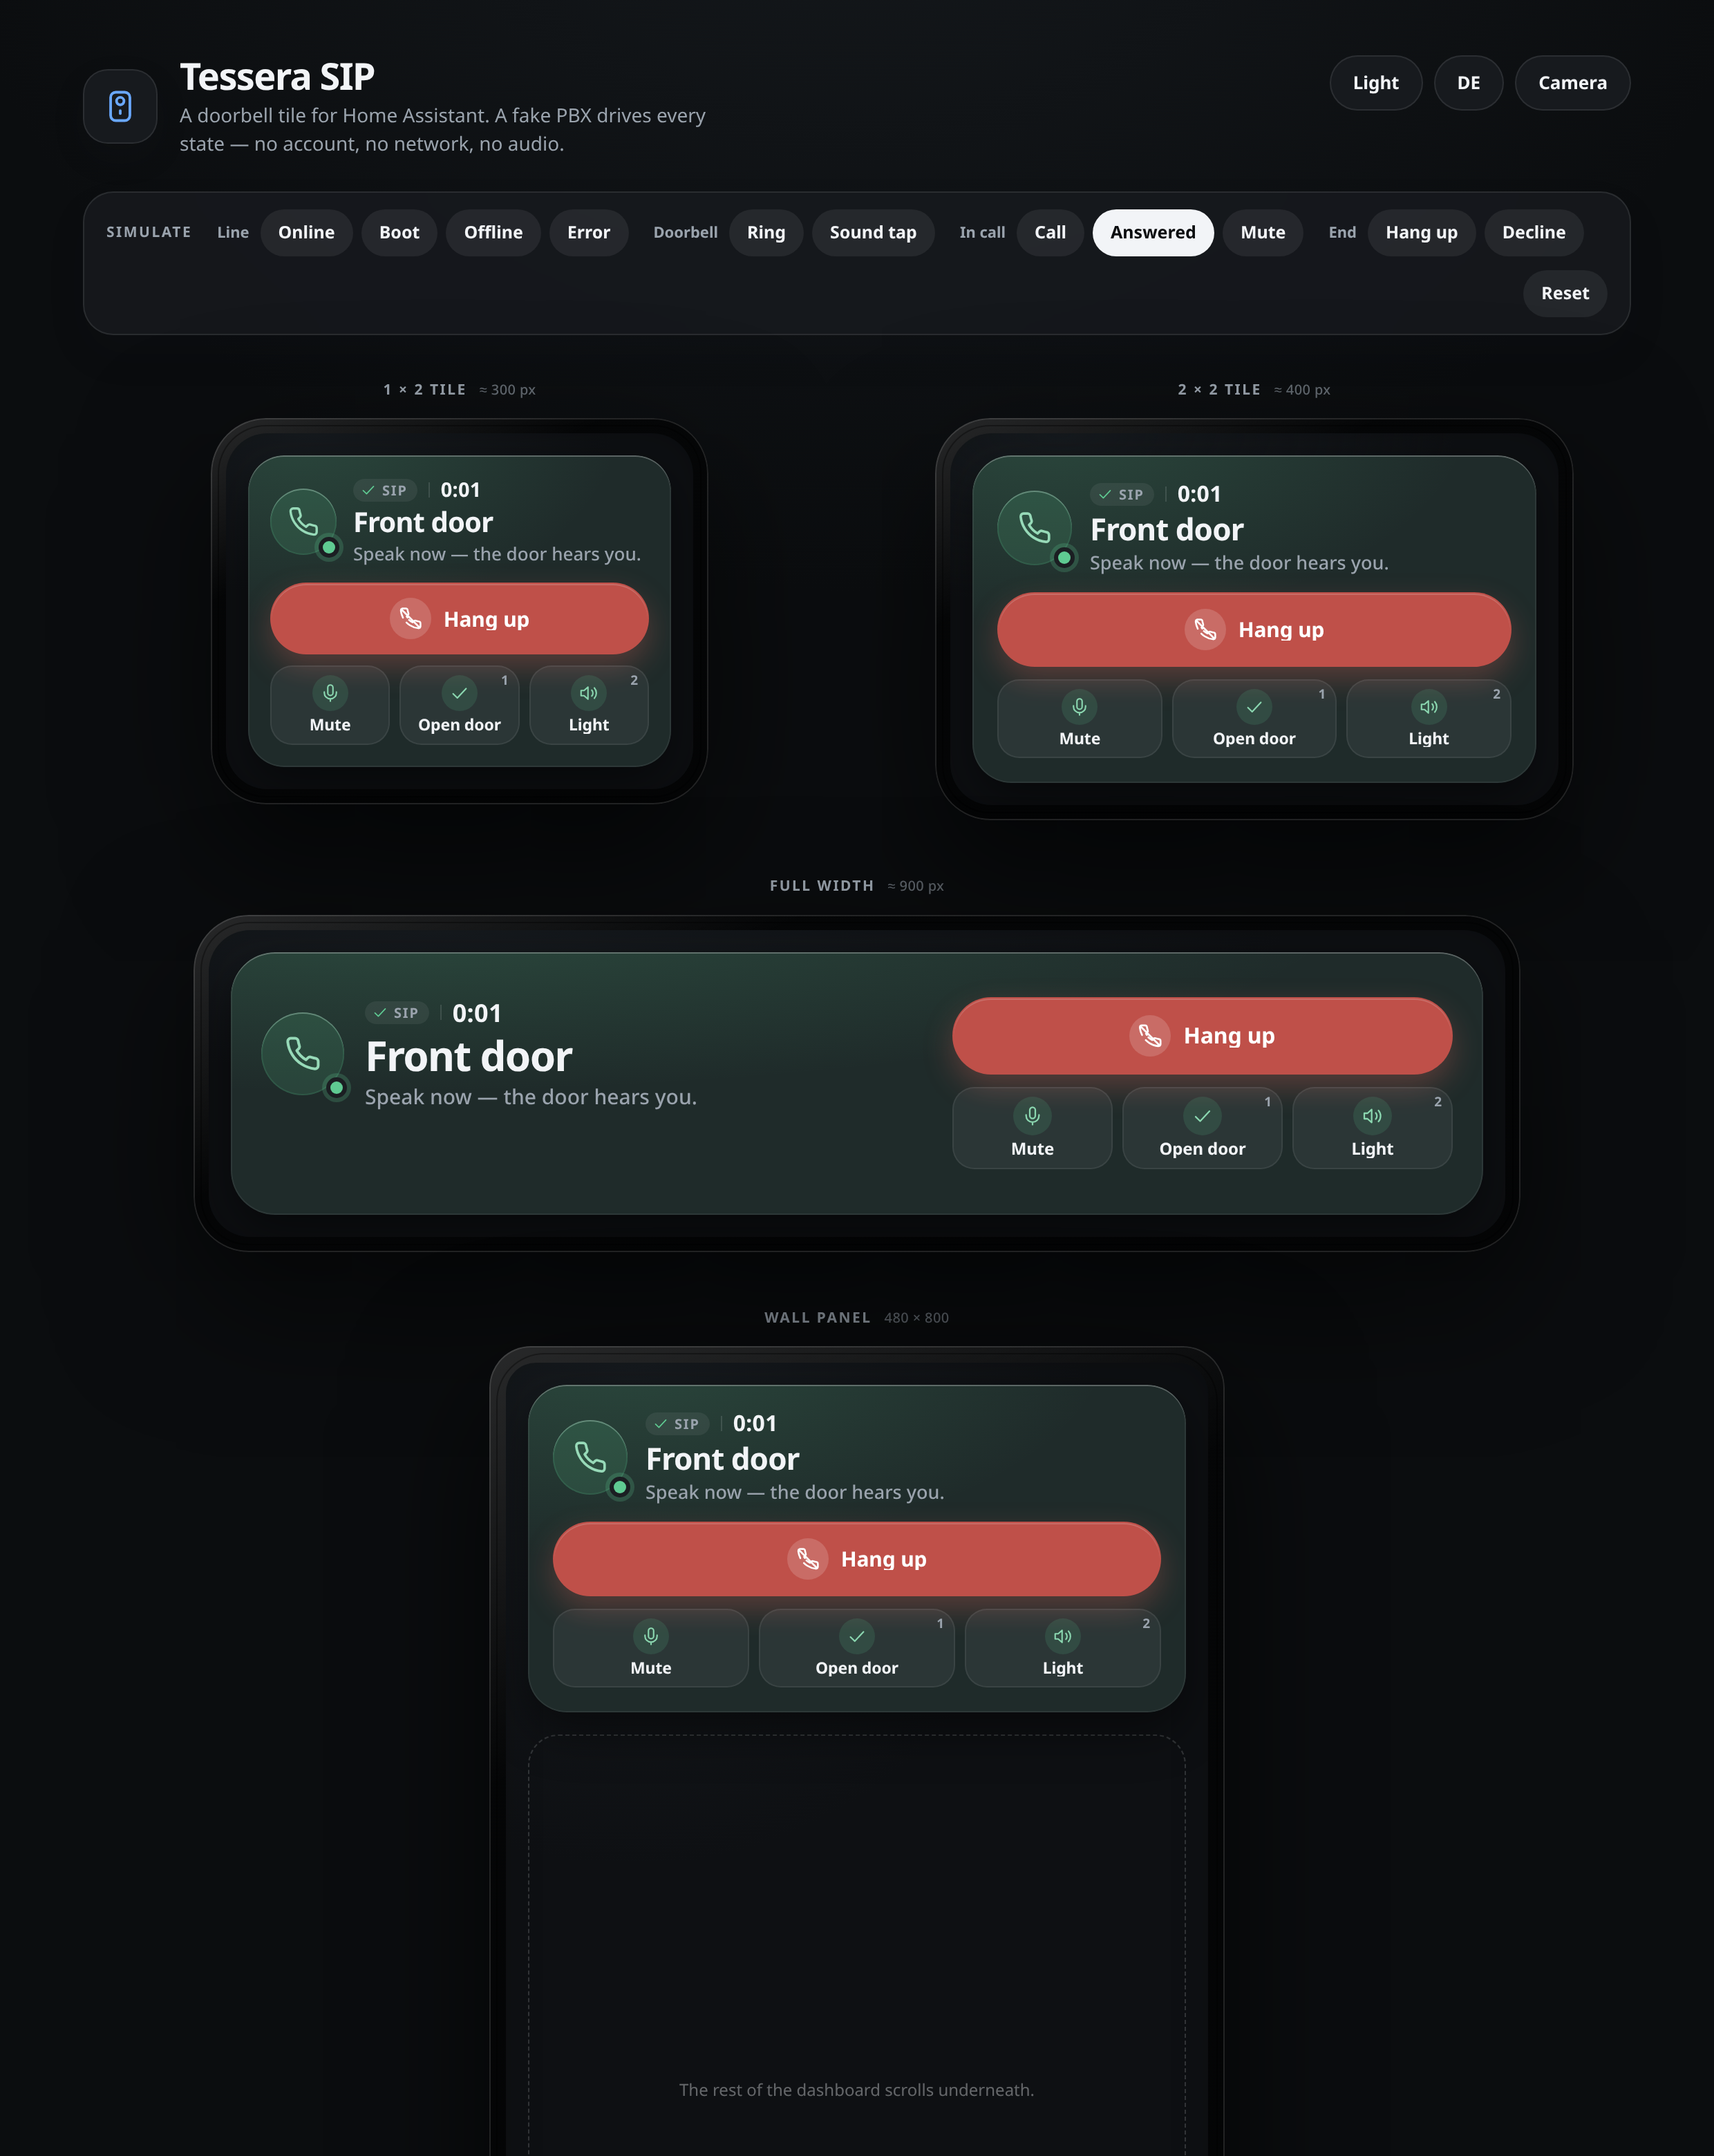 Tessera SIP
A doorbell tile for Home Assistant. A fake PBX drives every
state — no account, no network, no audio.
Light DE Camera
SIMULATE Line Online Boot Offline Error Doorbell Ring Sound tap In call Call Answered Mute End Hang up Decline
Reset
1 × 2 TILE ≈ 300 px
SIP 0:01
Front door
Speak now — the door hears you.
Hang up
1 2
Mute Open door Light
2 × 2 TILE ≈ 400 px
SIP 0:01
Front door
Speak now — the door hears you.
Hang up
1 2
Mute Open door Light
FULL WIDTH ≈ 900 px
SIP 0:01
Front door
Speak now — the door hears you.
Hang up
1 2
Mute Open door Light
WALL PANEL 480 × 800
SIP 0:01
Front door
Speak now — the door hears you.
Hang up
1 2
Mute Open door Light
The rest of the dashboard scrolls underneath.